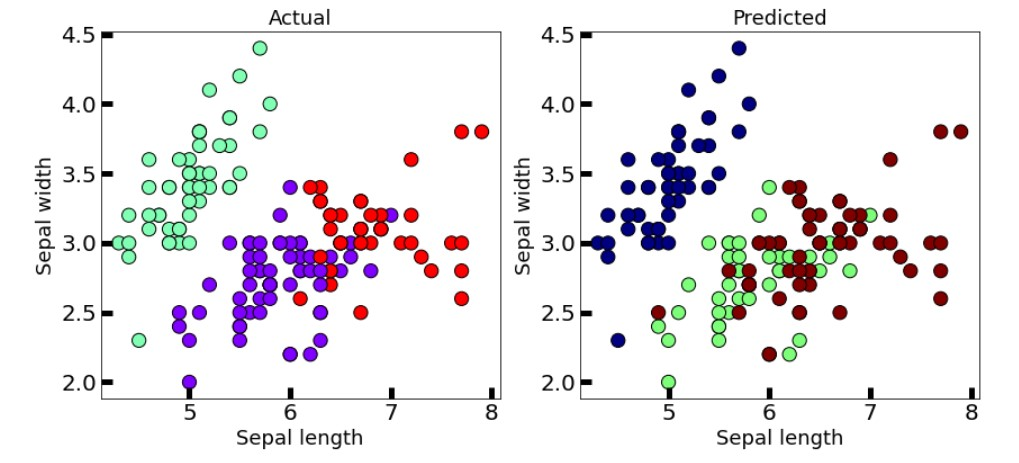 Actual
4.5
4.0
3.5
3.0
2.5
2.0
Sepal width
5 6 7 8
Sepal length
Predicted
4.5
4.0
3.5
3.0
2.5
2.0
Sepal width
5 6 7 8
Sepal length